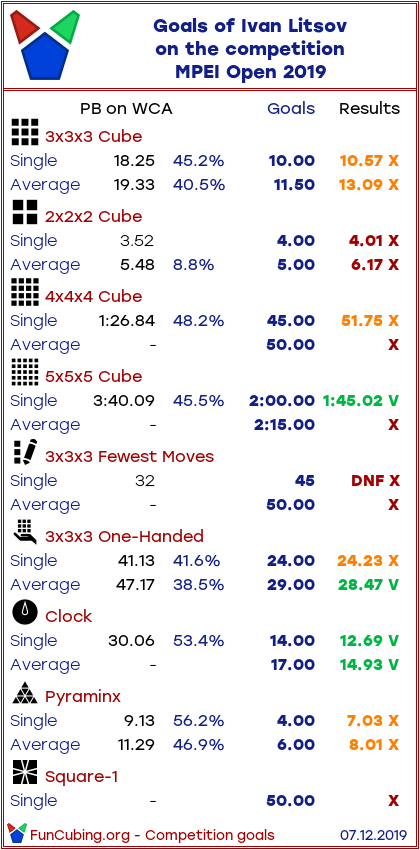 Goals of Ivan Litsov
on the competition
MPEI Open 2019
PB on WCA Goals Results
3x3x3 Cube
Single 18.25 45.2% 10.00 10.57 X
Average 19.33 40.5% 11.50 13.09 X
2x2x2 Cube
Single 3.52 4.00 4.01 X
Average 5.48 8.8% 5.00 6.17 X
4x4x4 Cube
Single 1:26.84 48.2% 45.00 51.75 X
Average - 50.00 X
5x5x5 Cube
Single 3:40.09 45.5% 2:00.00 1:45.02 V
Average - 2:15.00 X
3x3x3 Fewest Moves
Single 32 45 DNF X
Average - 50.00 X
3x3x3 One-Handed
Single 41.13 41.6% 24.00 24.23 X
Average 47.17 38.5% 29.00 28.47 V
Clock
Single 30.06 53.4% 14.00 12.69 V
Average - 17.00 14.93 V
Pyraminx
Single 9.13 56.2% 4.00 7.03 X
Average 11.29 46.9% 6.00 8.01 X
Square-1
Single - 50.00 X
FunCubing.org - Competition goals 07.12.2019